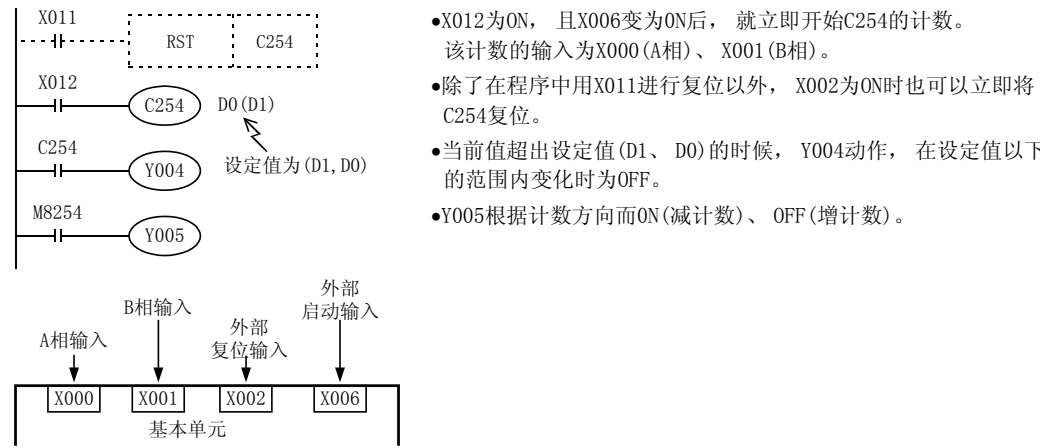 X011
RST C254
X012
C254 D0(D1)
设定值为(D1,D0)
C254
Y004
M8254
Y005
●X012为ON， 且X006变为ON后， 就立即开始C254的计数。
该计数的输入为X000(A相)、 X001(B相)。
●除了在程序中用X011进行复位以外， X002为ON时也可以立即将
C254复位。
●当前值超出设定值(D1、 D0)的时候， Y004动作， 在设定值以下
的范围内变化时为OFF。
●Y005根据计数方向而ON(减计数)、 OFF(增计数)。
A相输入
B相输入
外部
复位输入
外部
启动输入
X000 X001 X002 X006
基本单元